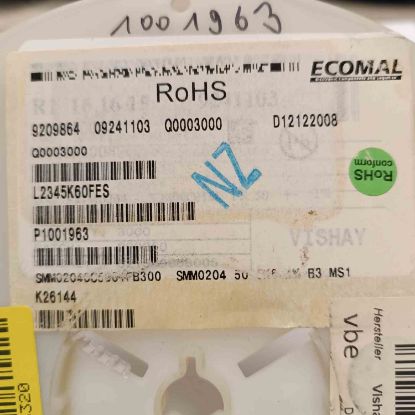 1001963
ECOMAL
RoHS
9209864 09241103 Q0003000 D12122008
Q0003000
NZ
RoHS
conform
L2345K60FES
P1001963
VISHAY
SMM0204 50 B3 MS1
K26144
Hersteller Visha
vbe
320